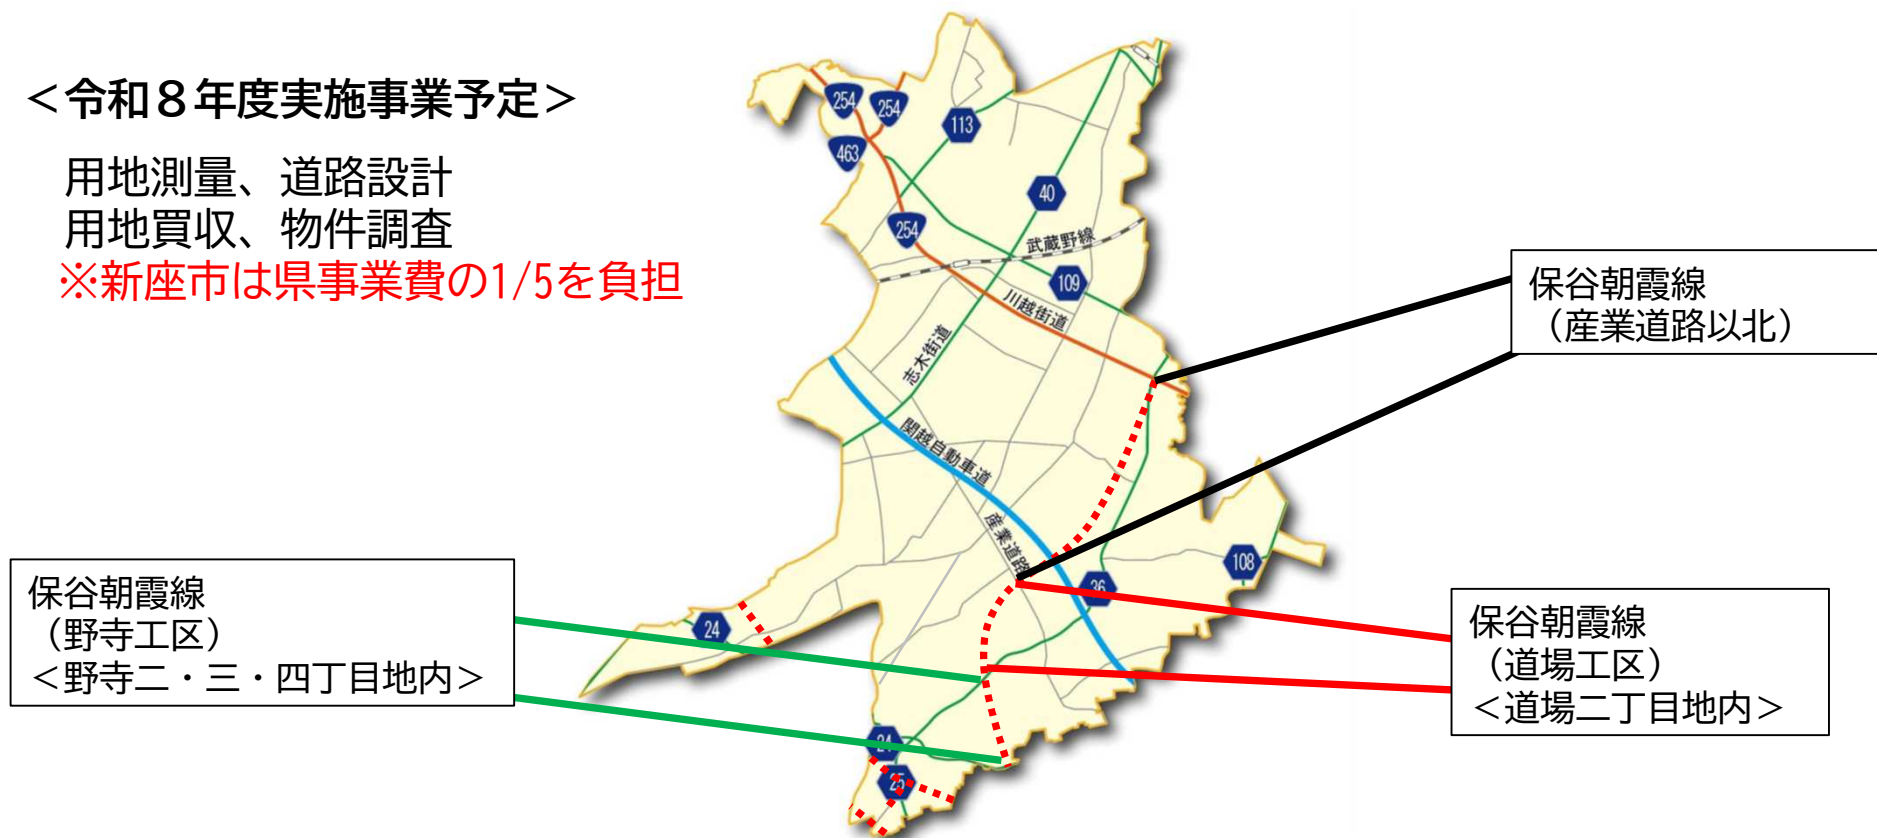 ＜令和８年度実施事業予定＞
用地測量、道路設計
用地買収、物件調査
※新座市は県事業費の1/5を負担
254
254
113
463
40
254
武蔵野線
109
川越街道
志木街道
保谷朝霞線
（産業道路以北）
関越自動車道
産業道路
108
36
保谷朝霞線
（野寺工区）
＜野寺二・三・四丁目地内＞
24
保谷朝霞線
（道場工区）
＜道場二丁目地内＞
24
25